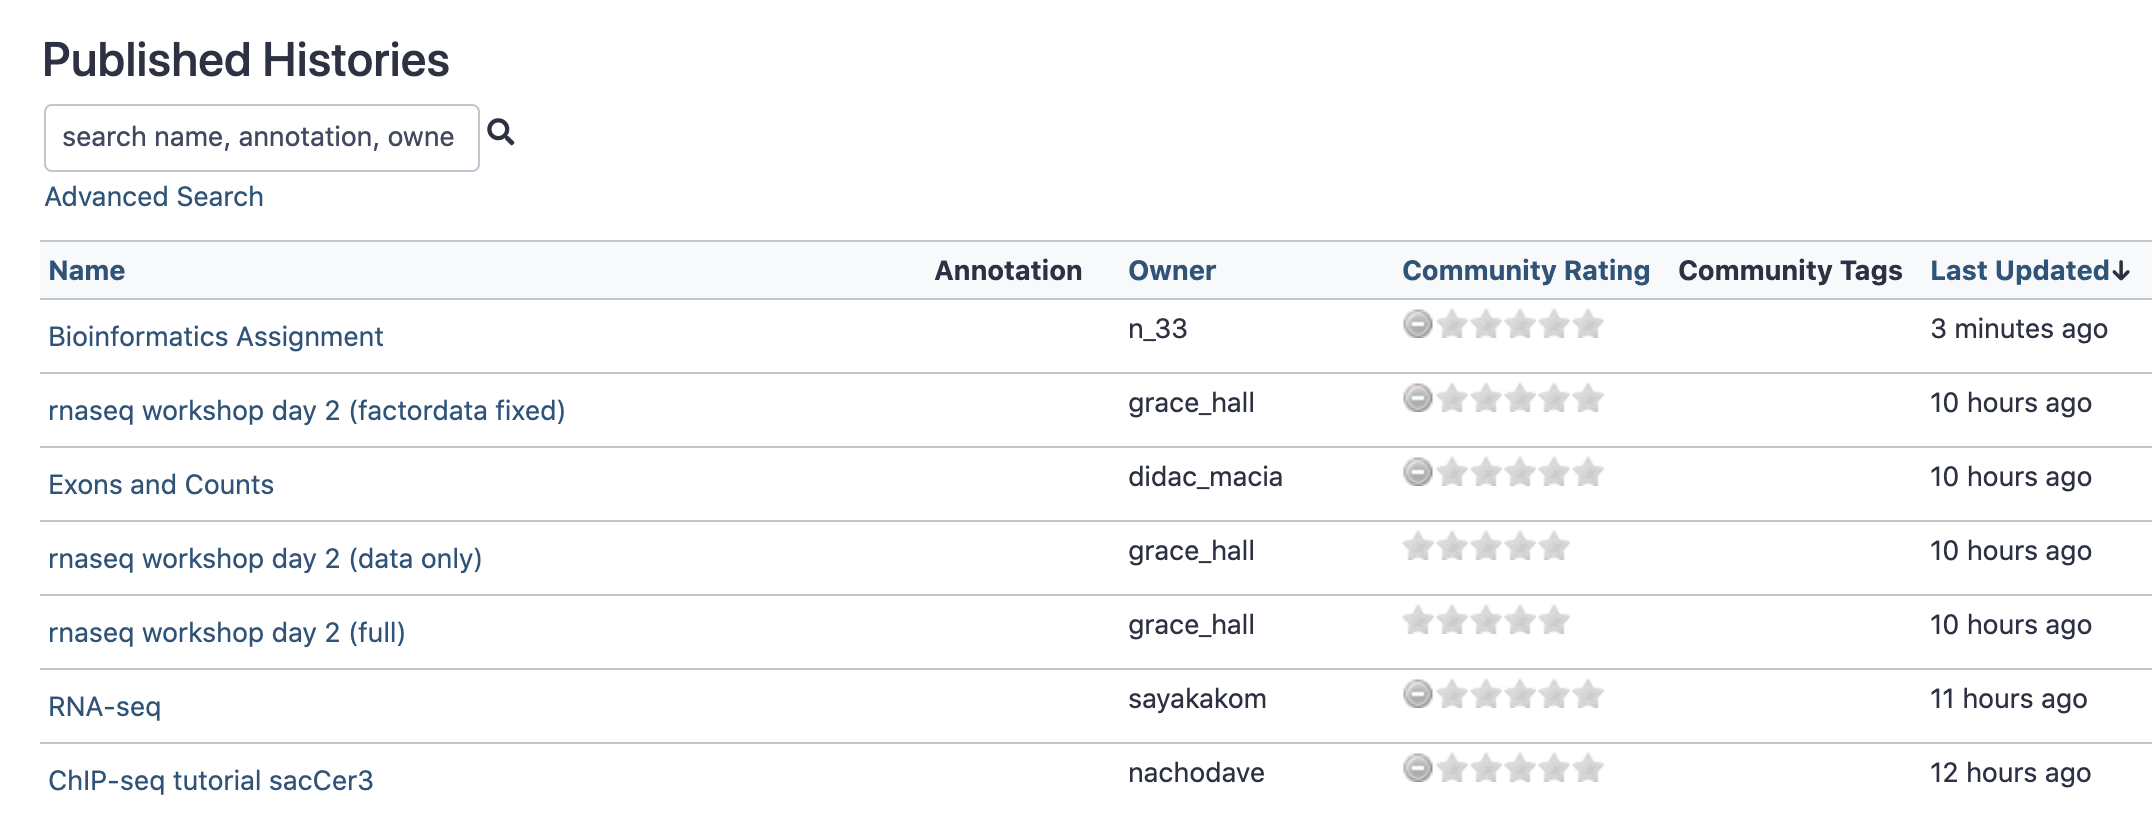 Published Histories
search name, annotation, owne
Advanced Search
Name Annotation Owner Community Rating Community Tags Last Updated↓
Bioinformatics Assignment n_33 3 minutes ago
rnaseq workshop day 2 (factordata fixed) grace_hall 10 hours ago
Exons and Counts didac_macia 10 hours ago
rnaseq workshop day 2 (data only) grace_hall 10 hours ago
rnaseq workshop day 2 (full) grace_hall 10 hours ago
RNA-seq sayakakom 11 hours ago
ChIP-seq tutorial sacCer3 nachodave 12 hours ago